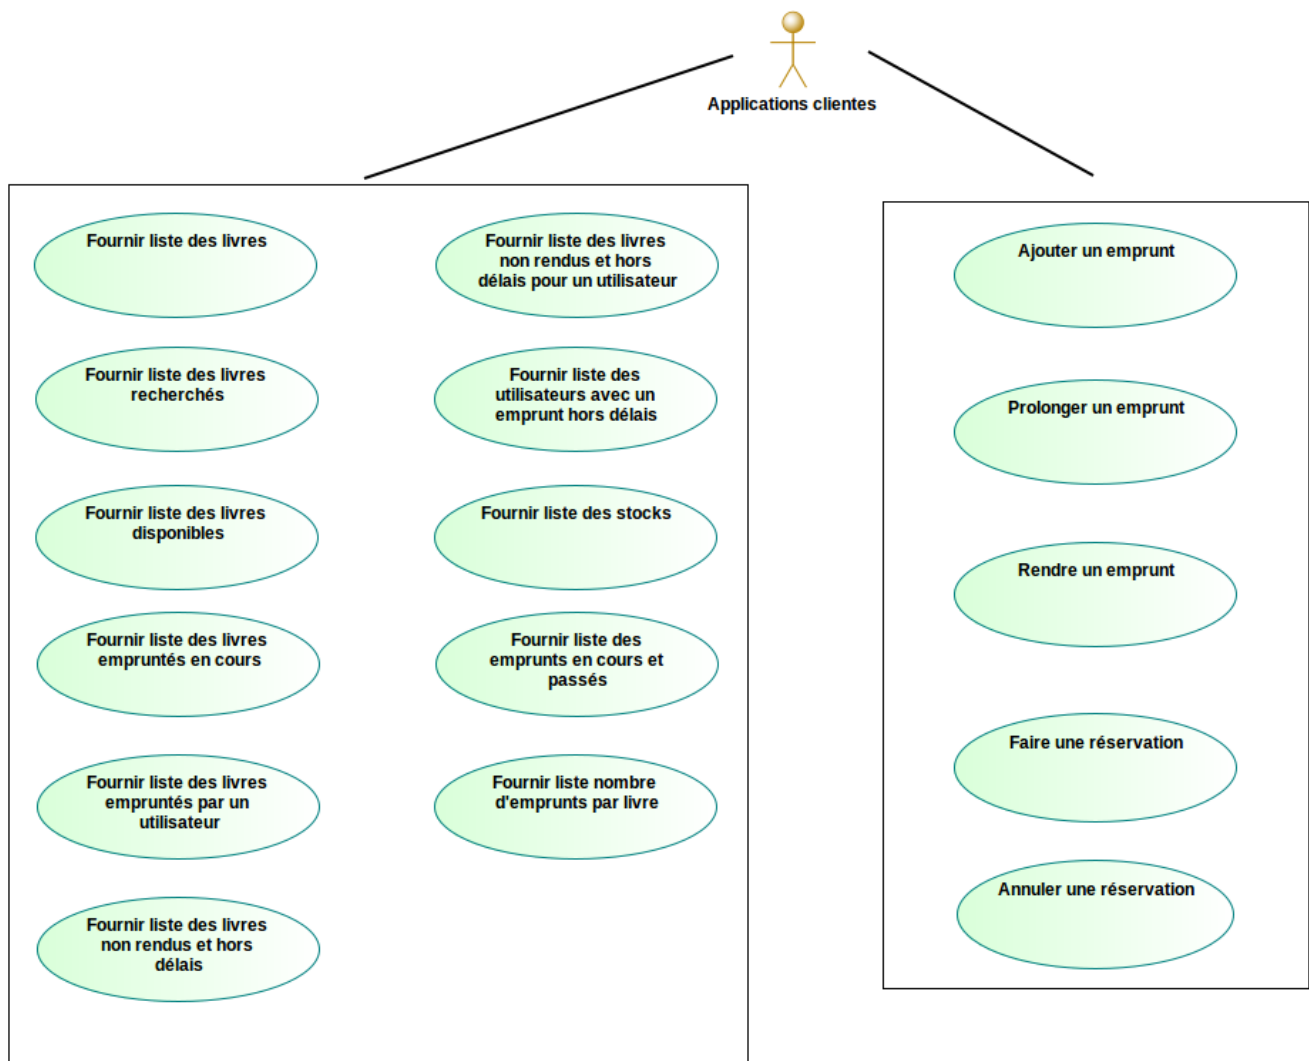 Applications clientes
Fournir liste des livres
Fournir liste des livres
recherchés
Fournir liste des livres
disponibles
Fournir liste des livres
empruntés en cours
Fournir liste des livres
empruntés par un
utilisateur
Fournir liste des livres
non rendus et hors
délais
Fournir liste des livres
non rendus et hors
délais pour un utilisateur
Fournir liste des
utilisateurs avec un
emprunt hors délais
Fournir liste des stocks
Fournir liste des
emprunts en cours et
passés
Fournir liste nombre
d'emprunts par livre
Ajouter un emprunt
Prolonger un emprunt
Rendre un emprunt
Faire une réservation
Annuler une réservation